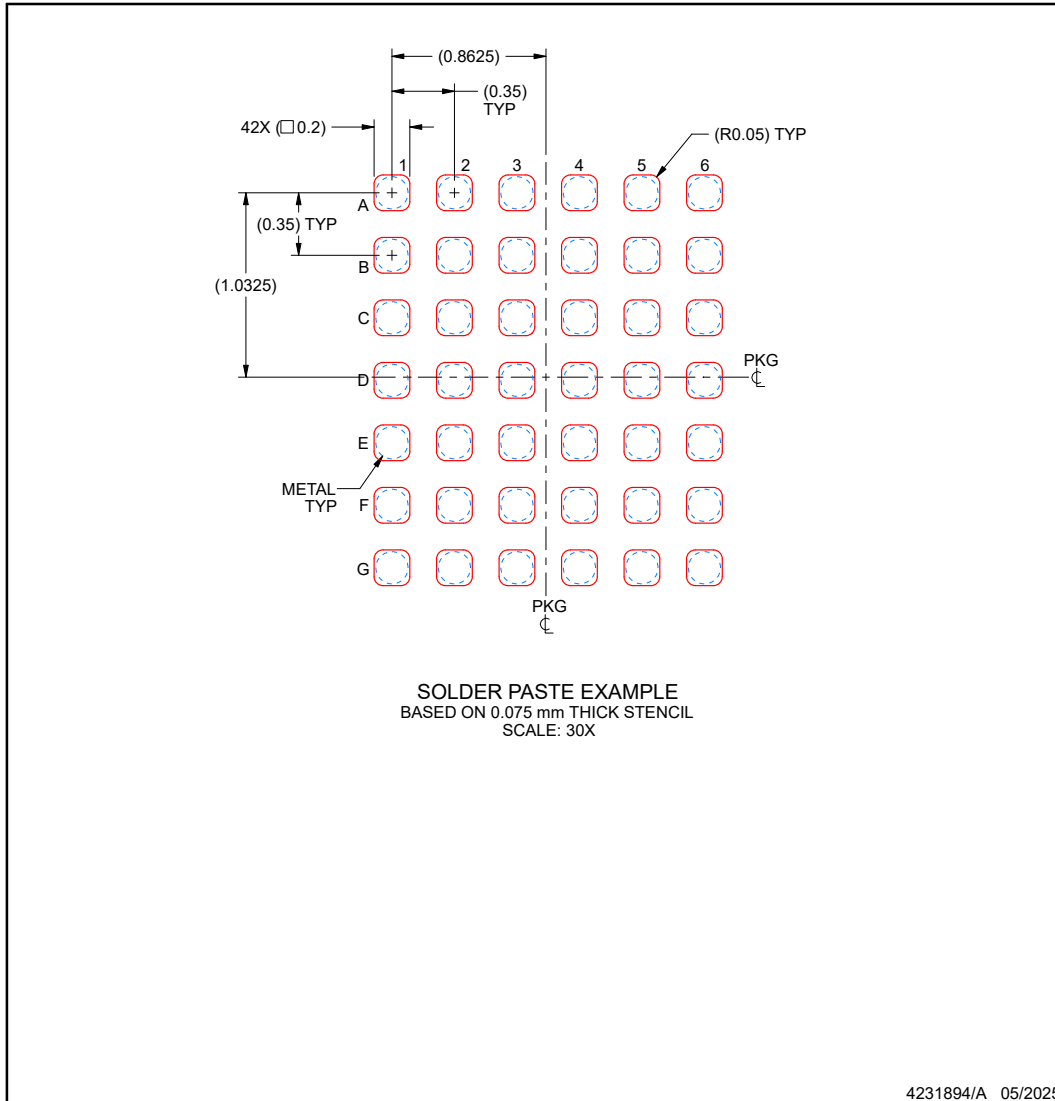 (0.8625)
(0.35)
TYP
42X (□0.2)
(R0.05) TYP
1 2 3 4 5 6
A
(0.35) TYP
B
(1.0325)
C
PKG
℄
D
E
METAL
TYP
F
G
PKG
℄
SOLDER PASTE EXAMPLE
BASED ON 0.075 mm THICK STENCIL
SCALE: 30X
4231894/A 05/2025